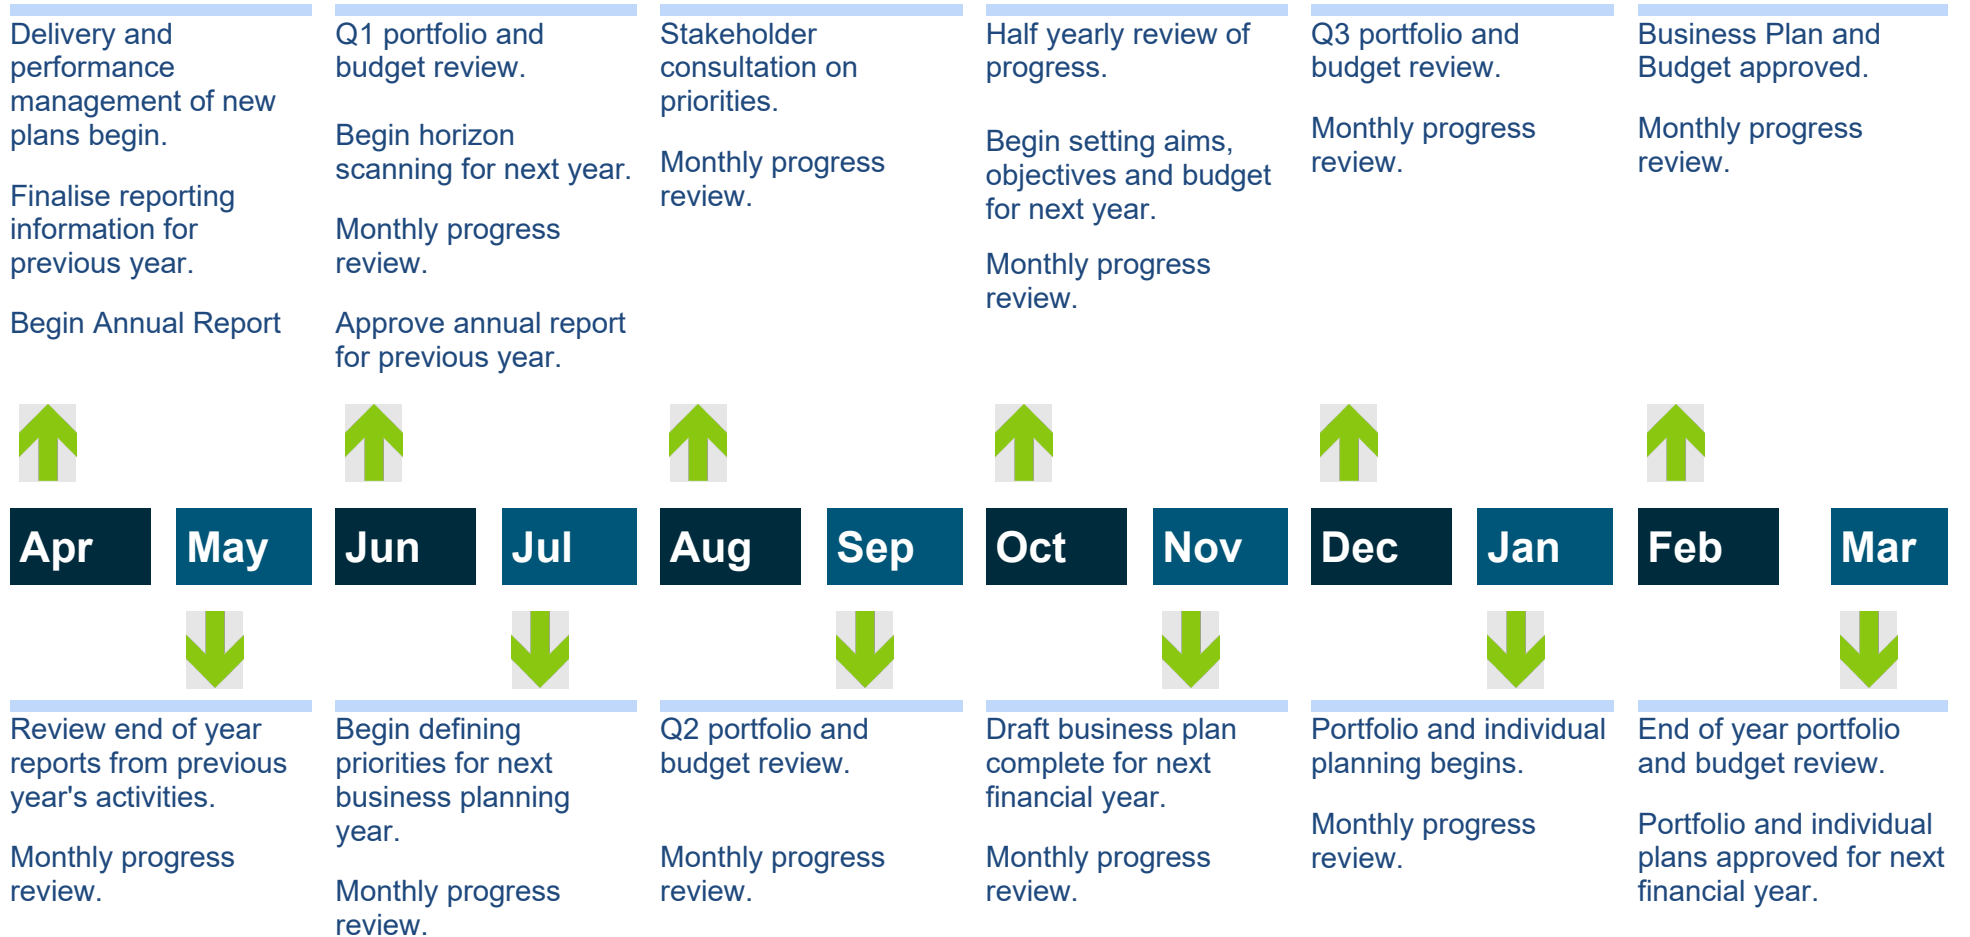 Delivery and
performance
management of new
plans begin.
Finalise reporting
information for
previous year.
Begin Annual Report
Q1 portfolio and
budget review.
Begin horizon
scanning for next year.
Monthly progress
review.
Approve annual report
for previous year.
Stakeholder
consultation on
priorities.
Monthly progress
review.
Half yearly review of
progress.
Begin setting aims,
objectives and budget
for next year.
Monthly progress
review.
Q3 portfolio and
budget review.
Monthly progress
review.
Business Plan and
Budget approved.
Monthly progress
review.
Apr
May
Jun
Jul
Aug
Sep
Oct
Nov
Dec
Jan
Feb
Mar
Review end of year
reports from previous
year's activities.
Monthly progress
review.
Begin defining
priorities for next
business planning
year.
Monthly progress
review.
Q2 portfolio and
budget review.
Monthly progress
review.
Draft business plan
complete for next
financial year.
Monthly progress
review.
Portfolio and individual
planning begins.
Monthly progress
review.
End of year portfolio
and budget review.
Portfolio and individual
plans approved for next
financial year.